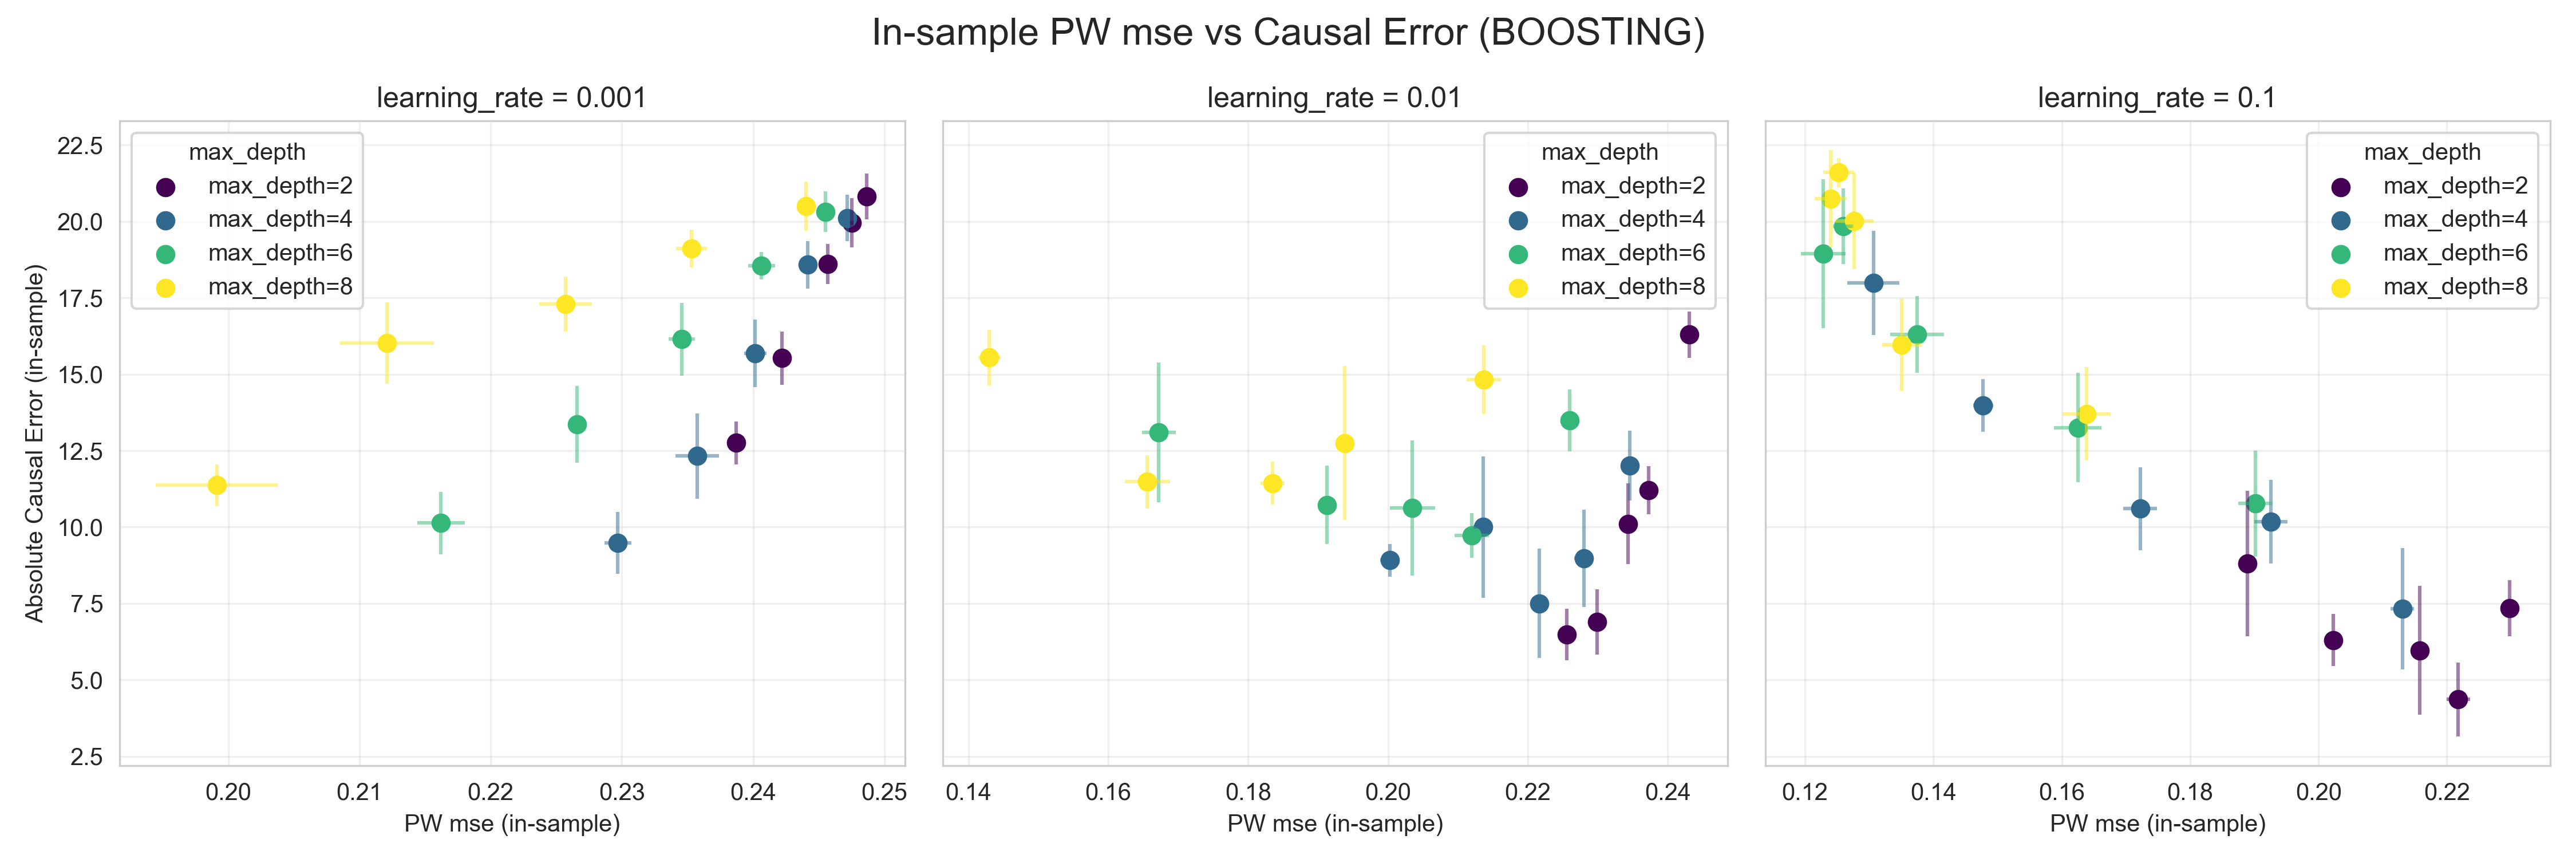 In-sample PW mse vs Causal Error (BOOSTING)
learning_rate = 0.001
Absolute Causal Error (in-sample)
22.5
20.0
17.5
15.0
12.5
10.0
7.5
5.0
2.5
max_depth
max_depth=2
max_depth=4
max_depth=6
max_depth=8
0.20
0.21
0.22
0.23
0.24
0.25
PW mse (in-sample)
learning_rate = 0.01
max_depth
max_depth=2
max_depth=4
max_depth=6
max_depth=8
0.14
0.16
0.18
0.20
0.22
0.24
PW mse (in-sample)
learning_rate = 0.1
max_depth
max_depth=2
max_depth=4
max_depth=6
max_depth=8
0.12
0.14
0.16
0.18
0.20
0.22
PW mse (in-sample)